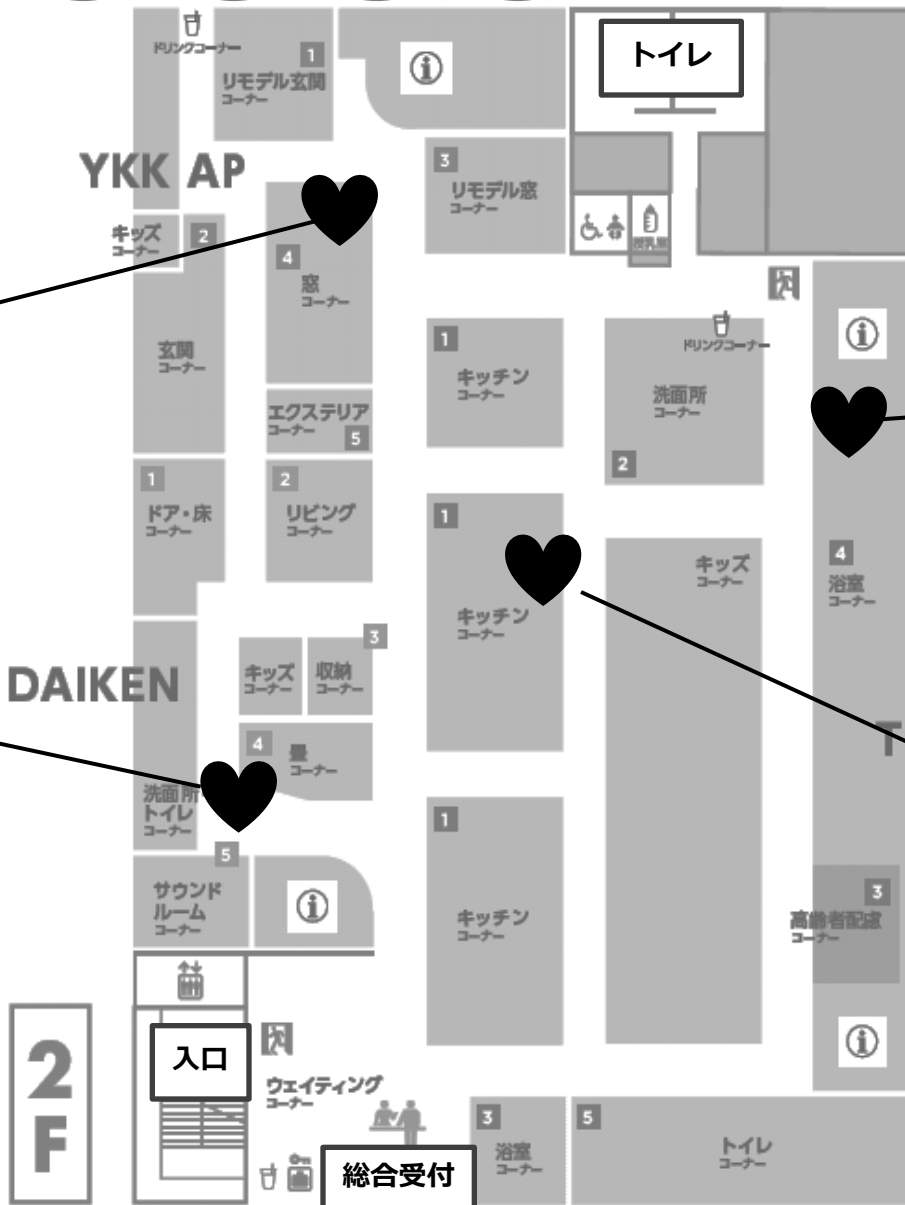 ドリンクコーナー
1
リモデル玄関
コーナー
トイレ
YKK AP
3
リモデル窓
コーナー
キッズ
コーナー
2
4
窓
コーナー
授乳室
玄関
コーナー
1
キッチン
コーナー
ドリンクコーナー
洗面所
コーナー
2
エクステリア
コーナー
5
1
ドア・床
コーナー
2
リビング
コーナー
1
キッチン
コーナー
キッズ
コーナー
4
浴室
コーナー
DAIKEN
キッズ
コーナー
3
収納
コーナー
4
畳
コーナー
T
洗面所
トイレ
コーナー
1
キッチン
コーナー
5
サウンド
ルーム
コーナー
3
高齢者配慮
コーナー
2F
入口
ウェイティング
コーナー
総合受付
3
浴室
コーナー
5
トイレ
コーナー